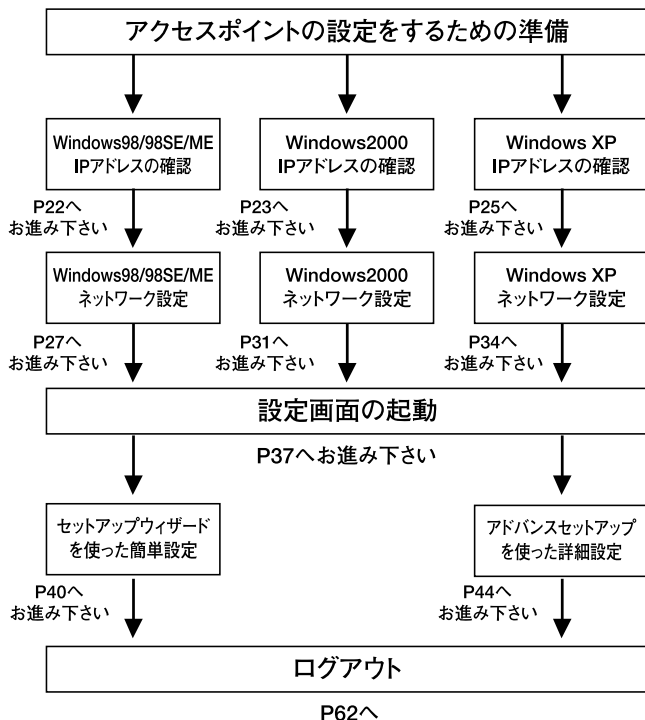 アクセスポイントの設定をするための準備
Windows98/98SE/ME
IPアドレスの確認
Windows2000
IPアドレスの確認
Windows XP
IPアドレスの確認
P22へ
お進み下さい
P23へ
お進み下さい
P25へ
お進み下さい
Windows98/98SE/ME
ネットワーク設定
Windows2000
ネットワーク設定
Windows XP
ネットワーク設定
P27へ
お進み下さい
P31へ
お進み下さい
P34へ
お進み下さい
設定画面の起動
P37へお進み下さい
セットアップウィザード
を使った簡単設定
アドバンスセットアップ
を使った詳細設定
P40へ
お進み下さい
P44へ
お進み下さい
ログアウト
P62へ